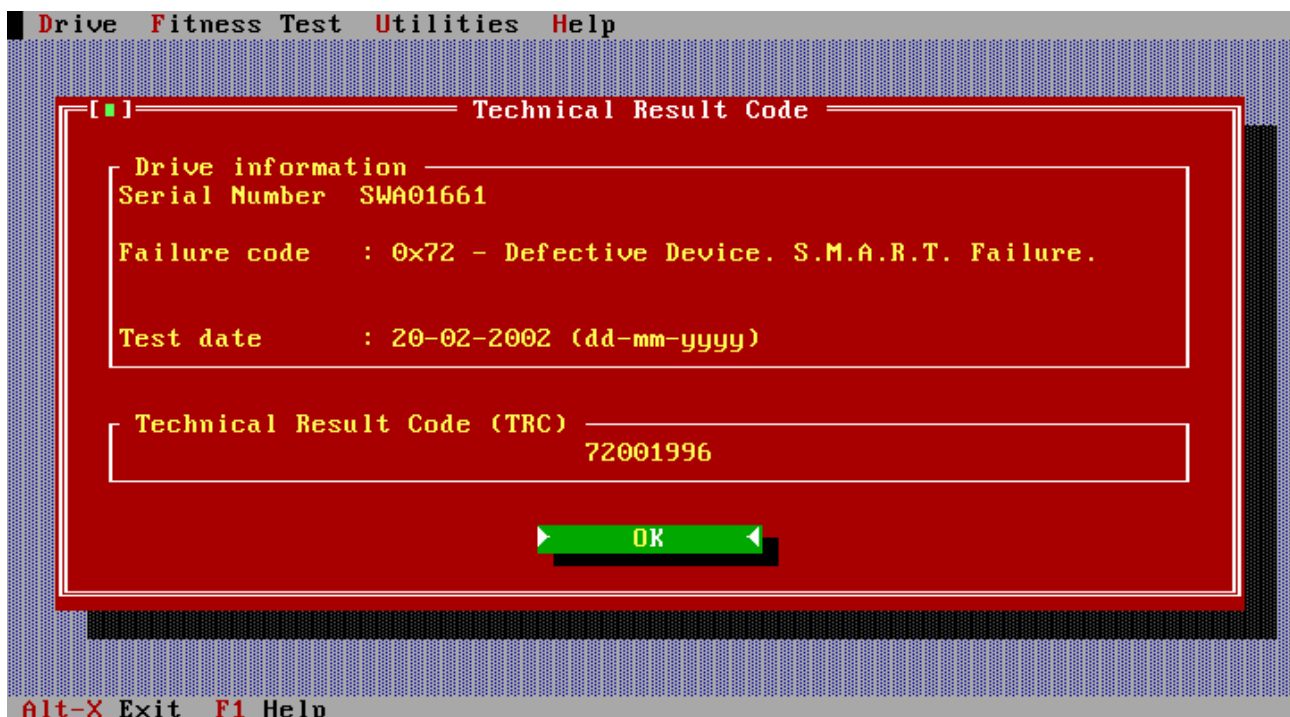 Drive Fitness Test Utilities Help
Technical Result Code
Drive information
Serial Number SWA01661
Failure code : 0x72 - Defective Device. S.M.A.R.T. Failure.
Test date : 20-02-2002 (dd-mm-yyyy)
Technical Result Code (TRC)
72001996
OK
Alt-X Exit F1 Help